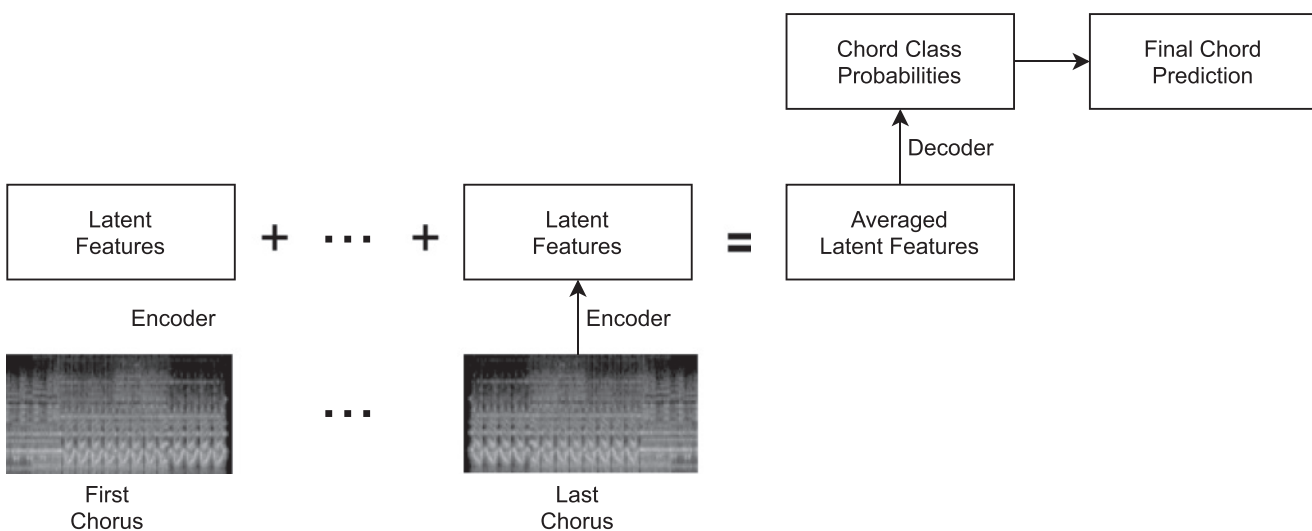 Chord Class
Probabilities
Final Chord
Prediction
Decoder
Latent
Features
+ ... +
Latent
Features
=
Averaged
Latent Features
Encoder
Encoder
...
First
Chorus
Last
Chorus